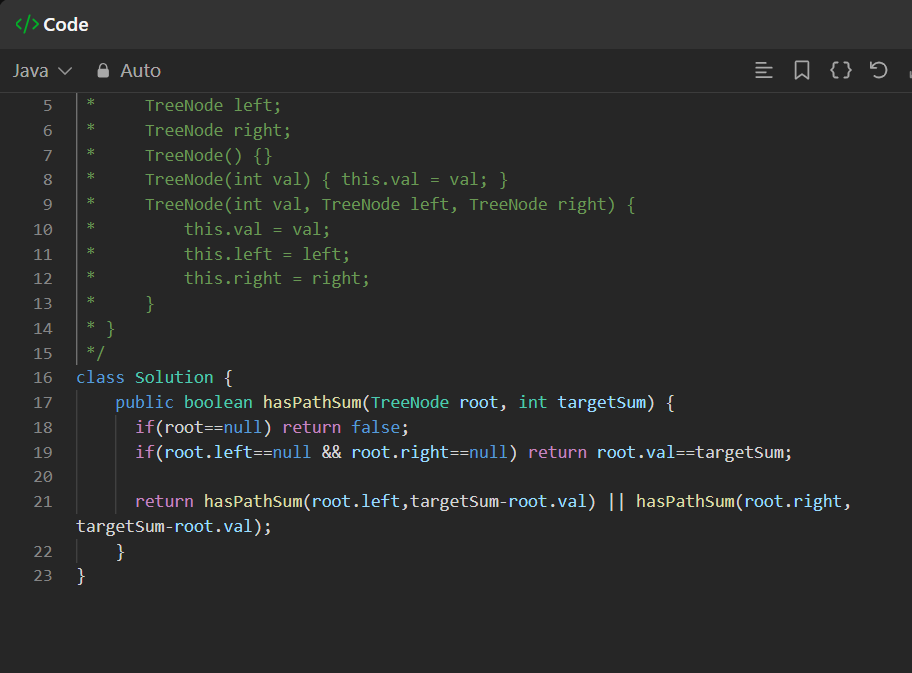 </> Code
Java Auto
5 * TreeNode left;
6 * TreeNode right;
7 * TreeNode() {}
8 * TreeNode(int val) { this.val = val; }
9 * TreeNode(int val, TreeNode left, TreeNode right) {
10 * this.val = val;
11 * this.left = left;
12 * this.right = right;
13 * }
14 * }
15 */
16 class Solution {
17 public boolean hasPathSum(TreeNode root, int targetSum) {
18 if(root==null) return false;
19 if(root.left==null && root.right==null) return root.val==targetSum;
20
21 return hasPathSum(root.left,targetSum-root.val) || hasPathSum(root.right,
targetSum-root.val);
22 }
23 }